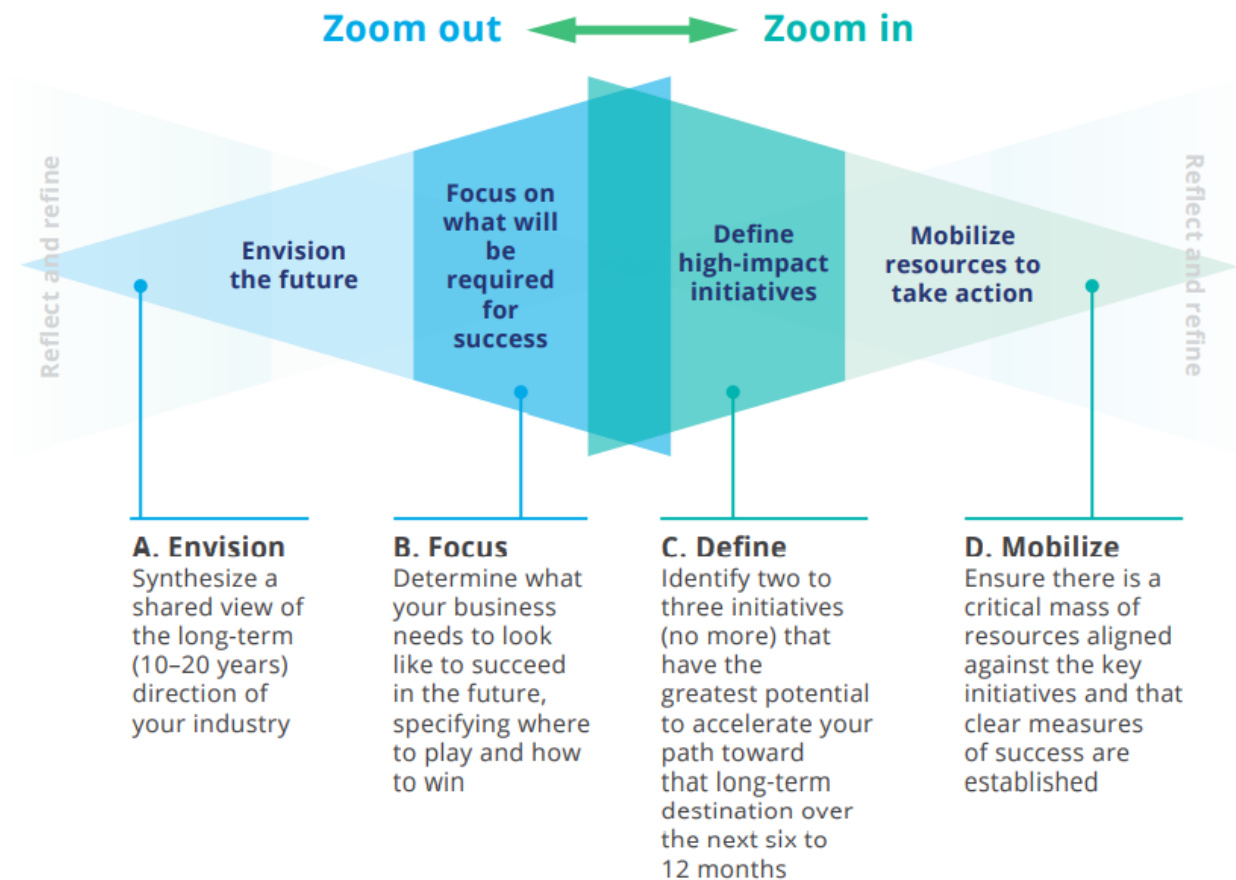 Zoom out
Zoom in
Reflect and refine
Envision
the future
Focus on
what will
be
required
for
success
Define
high-impact
initiatives
Mobilize
resources to
take action
Reflect and refine
A. Envision
Synthesize a
shared view of
the long-term
(10–20 years)
direction of
your industry
B. Focus
Determine what
your business
needs to look
like to succeed
in the future,
specifying where
to play and how
to win
C. Define
Identify two to
three initiatives
(no more) that
have the
greatest potential
to accelerate your
path toward
that long-term
destination over
the next six to
12 months
D. Mobilize
Ensure there is a
critical mass of
resources aligned
against the key
initiatives and that
clear measures
of success are
established